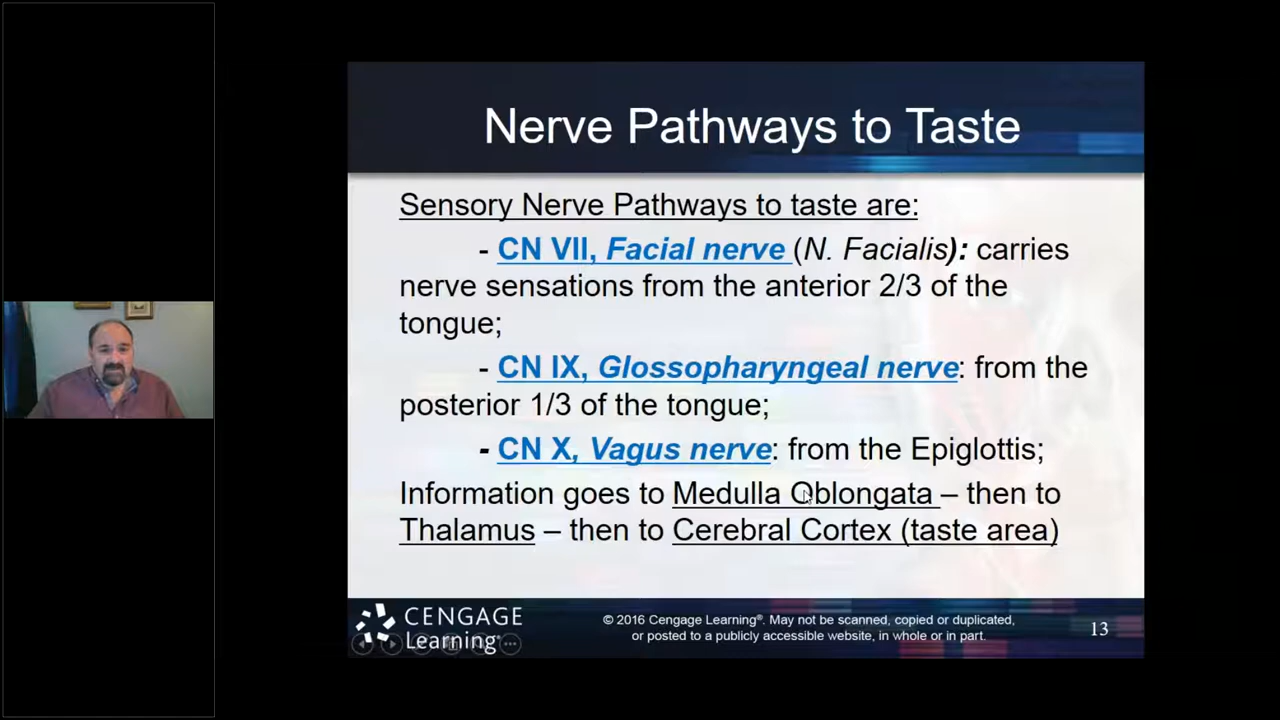 Nerve Pathways to Taste
Sensory Nerve Pathways to taste are:
- CN VII, Facial nerve (N. Facialis): carries
nerve sensations from the anterior 2/3 of the
tongue;
- CN IX, Glossopharyngeal nerve: from the
posterior 1/3 of the tongue;
- CN X, Vagus nerve: from the Epiglottis;
Information goes to Medulla Oblongata – then to
Thalamus – then to Cerebral Cortex (taste area)
CENGAGE
Learning®
© 2016 Cengage Learning®. May not be scanned, copied or duplicated,
or posted to a publicly accessible website, in whole or in part.
13